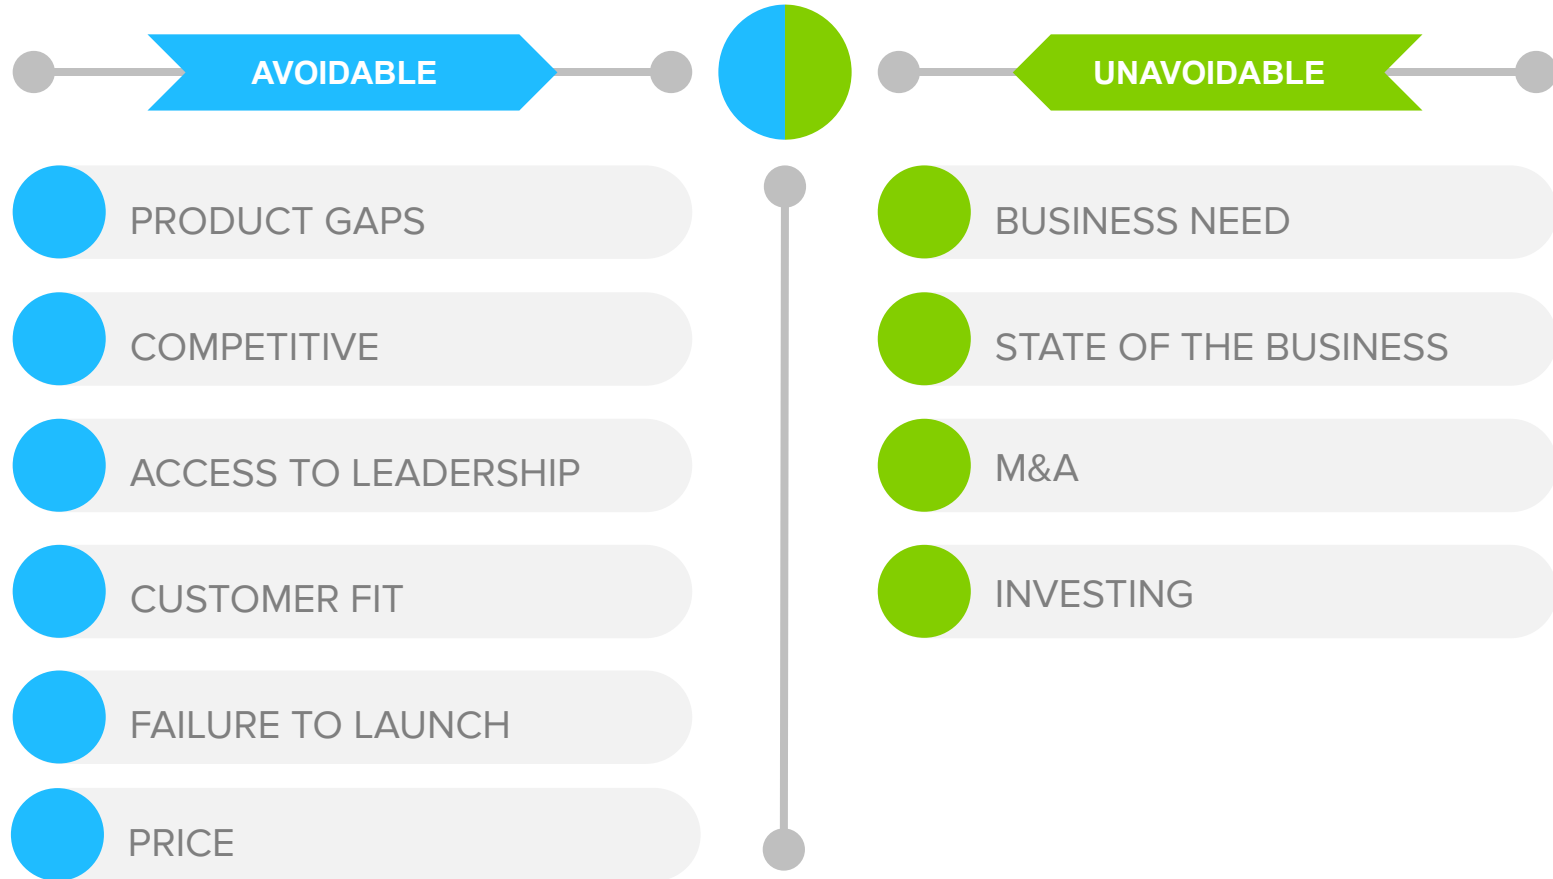 AVOIDABLE
PRODUCT GAPS
COMPETITIVE
ACCESS TO LEADERSHIP
CUSTOMER FIT
FAILURE TO LAUNCH
PRICE
UNAVOIDABLE
BUSINESS NEED
STATE OF THE BUSINESS
M&A
INVESTING